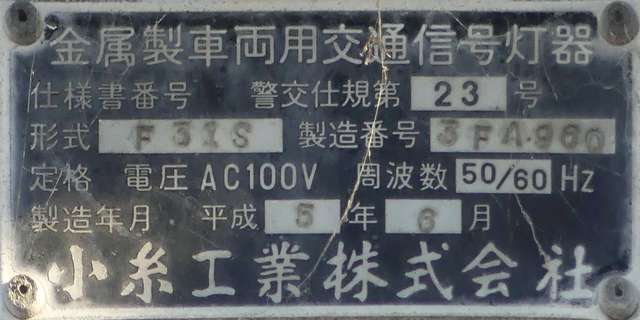 金属製車両用交通信号灯器
仕様書番号 警交仕規第 23 号
形式 F31S 製造番号 3FA960
定格 電圧 AC100V 周波数 50/60 Hz
製造年月 平成 5 年 6 月
小糸工業株式会社